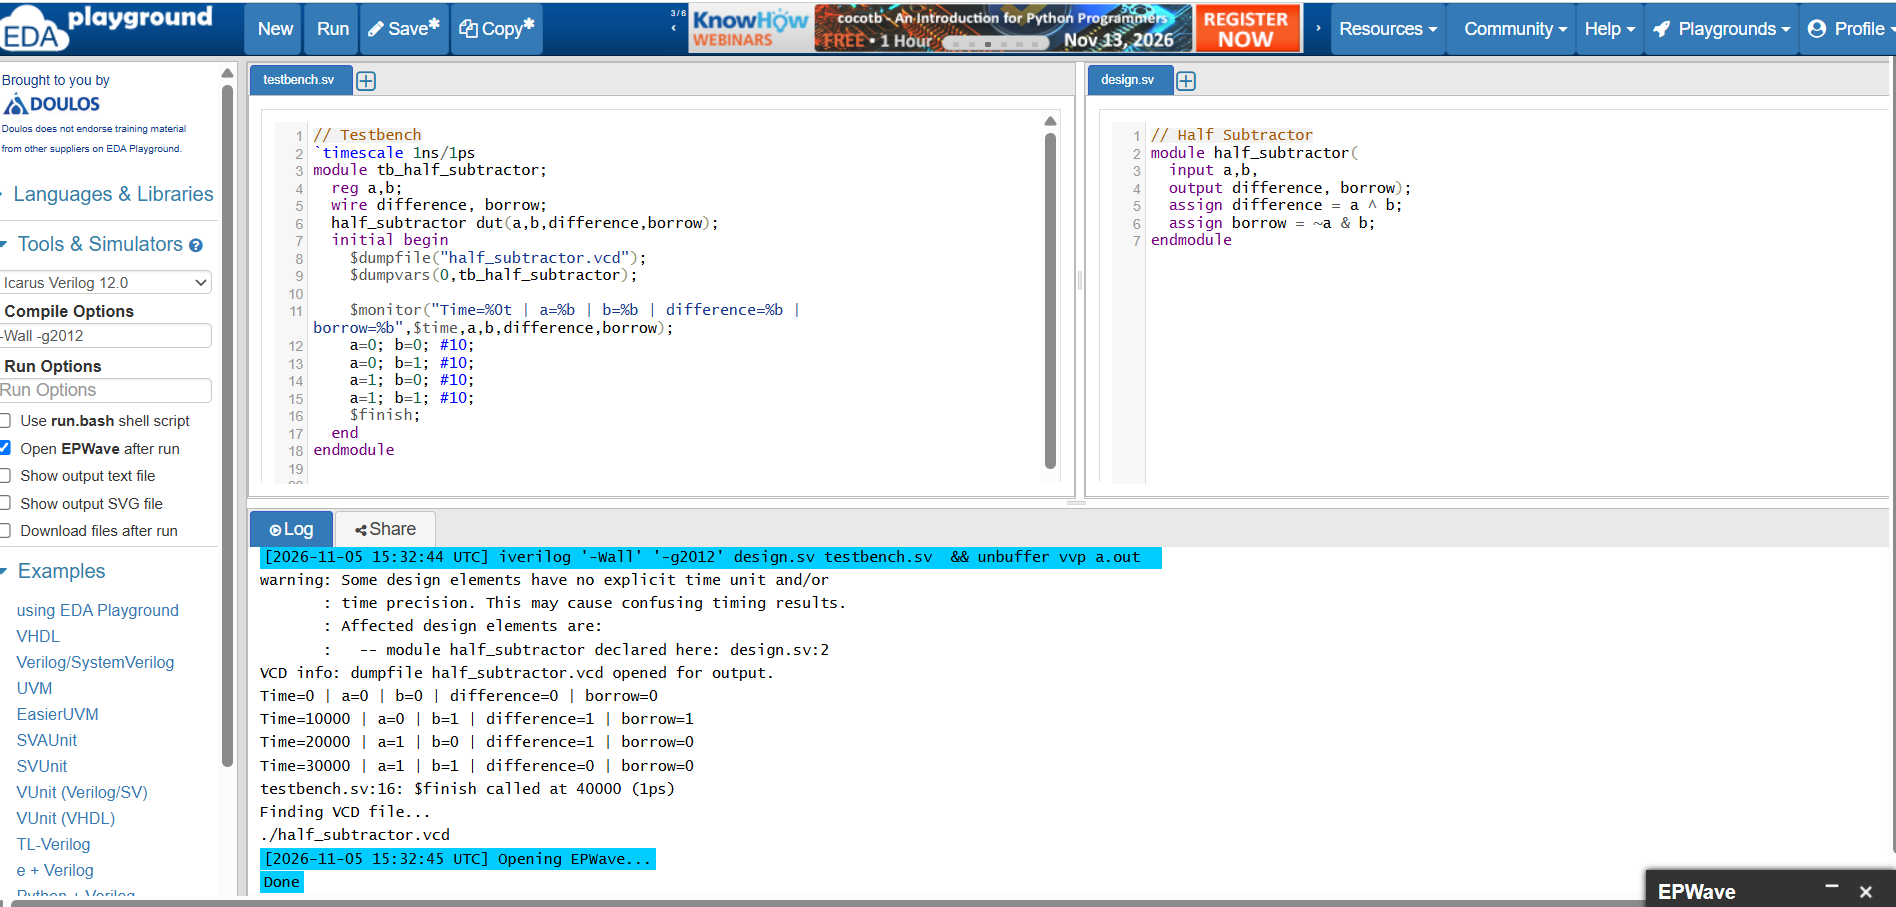 EDA playground
New
Run
Save*
Copy*
3/6
KNOWHOW
WEBINARS
cocotb - An Introduction for Python Programmers
FREE • 1 Hour
Nov 13, 2026
REGISTER
NOW
Resources
Community
Help
Playgrounds
Profile
Brought to you by
DOULOS
Doulos does not endorse training material
from other suppliers on EDA Playground.
Languages & Libraries
Tools & Simulators
Icarus Verilog 12.0
Compile Options
-Wall -g2012
Run Options
Run Options
Use run.bash shell script
Open EPWave after run
Show output text file
Show output SVG file
Download files after run
Examples
using EDA Playground
VHDL
Verilog/SystemVerilog
UVM
EasierUVM
SVAUnit
SVUnit
VUnit (Verilog/SV)
VUnit (VHDL)
TL-Verilog
e + Verilog
Python + Verilog
testbench.sv
1 // Testbench
2 `timescale 1ns/1ps
3 module tb_half_subtractor;
4   reg a,b;
5   wire difference, borrow;
6   half_subtractor dut(a,b,difference,borrow);
7   initial begin
8     $dumpfile("half_subtractor.vcd");
9     $dumpvars(0,tb_half_subtractor);
10
11     $monitor("Time=%0t | a=%b | b=%b | difference=%b |
borrow=%b",$time,a,b,difference,borrow);
12     a=0; b=0; #10;
13     a=0; b=1; #10;
14     a=1; b=0; #10;
15     a=1; b=1; #10;
16     $finish;
17   end
18 endmodule
19
20
design.sv
1 // Half Subtractor
2 module half_subtractor(
3   input a,b,
4   output difference, borrow);
5   assign difference = a ^ b;
6   assign borrow = ~a & b;
7 endmodule
Log
Share
[2026-11-05 15:32:44 UTC] iverilog '-Wall' '-g2012' design.sv testbench.sv  && unbuffer vvp a.out
warning: Some design elements have no explicit time unit and/or
       : time precision. This may cause confusing timing results.
       : Affected design elements are:
       :   -- module half_subtractor declared here: design.sv:2
VCD info: dumpfile half_subtractor.vcd opened for output.
Time=0 | a=0 | b=0 | difference=0 | borrow=0
Time=10000 | a=0 | b=1 | difference=1 | borrow=1
Time=20000 | a=1 | b=0 | difference=1 | borrow=0
Time=30000 | a=1 | b=1 | difference=0 | borrow=0
testbench.sv:16: $finish called at 40000 (1ps)
Finding VCD file...
./half_subtractor.vcd
[2026-11-05 15:32:45 UTC] Opening EPWave...
Done
EPWave